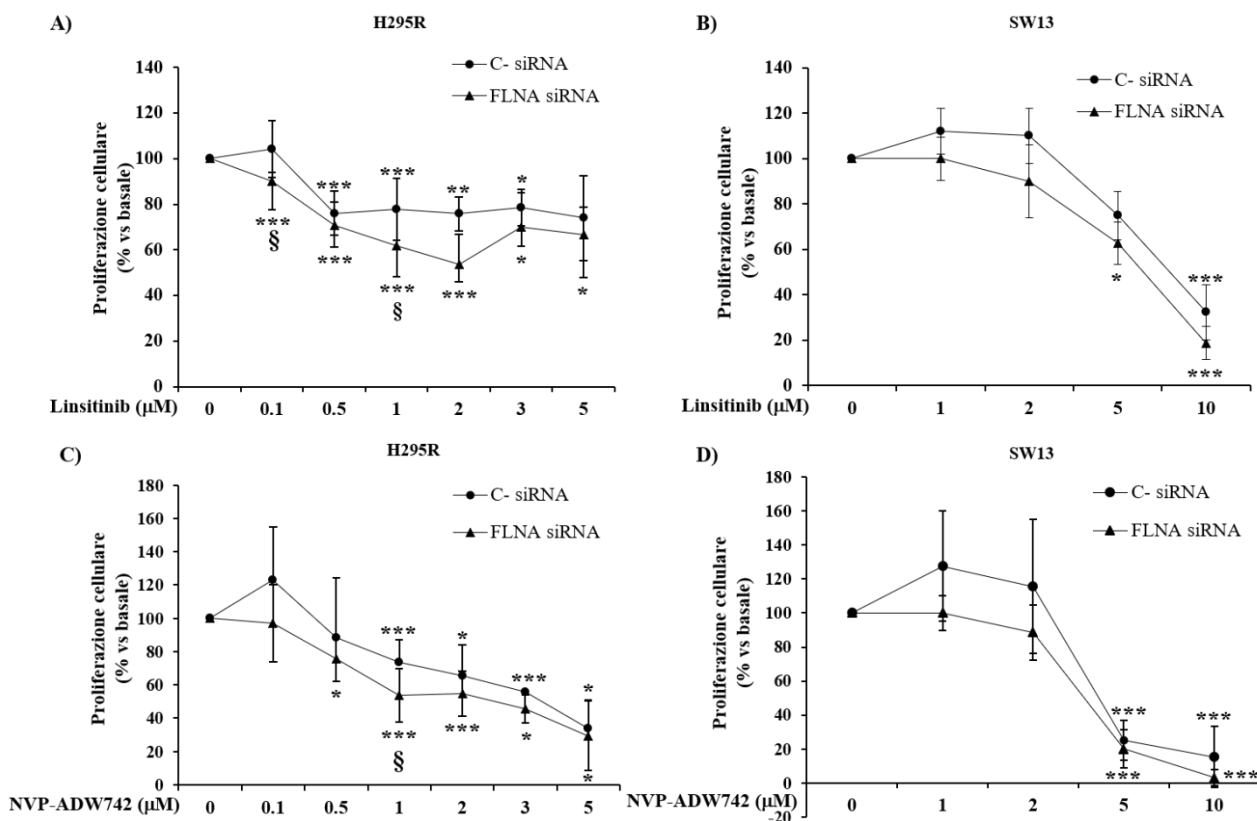 A)
H295R
C- siRNA
FLNA siRNA
Proliferazione cellulare
(% vs basale)
140
120
100
80
60
40
20
0
*** *** ** *
*** *** *** *** * *
§ §
Linsitinib (µM) 0 0.1 0.5 1 2 3 5
B)
SW13
C- siRNA
FLNA siRNA
Proliferazione cellulare
(% vs basale)
140
120
100
80
60
40
20
0
***
*
***
Linsitinib (µM) 0 1 2 5 10
C)
H295R
C- siRNA
FLNA siRNA
Proliferazione cellulare
(% vs basale)
180
160
140
120
100
80
60
40
20
0
*** * *** *
* *** *** * *
§
NVP-ADW742 (µM) 0 0.1 0.5 1 2 3 5
D)
SW13
C- siRNA
FLNA siRNA
Proliferazione cellulare
(% vs basale)
180
160
140
120
100
80
60
40
20
0
-20
*** ***
*** ***
NVP-ADW742 (µM) 0 1 2 5 10